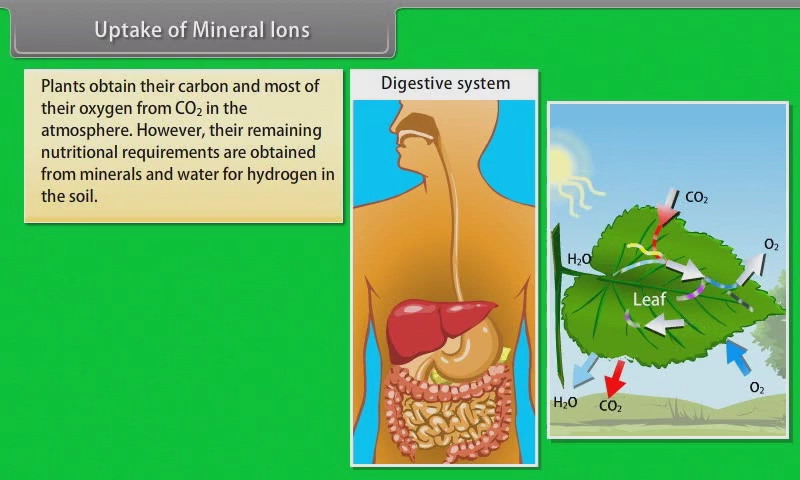 Uptake of Mineral Ions
Plants obtain their carbon and most of
their oxygen from CO₂ in the
atmosphere. However, their remaining
nutritional requirements are obtained
from minerals and water for hydrogen in
the soil.
Digestive system
CO₂
O₂
H₂O
Leaf
O₂
H₂O
CO₂